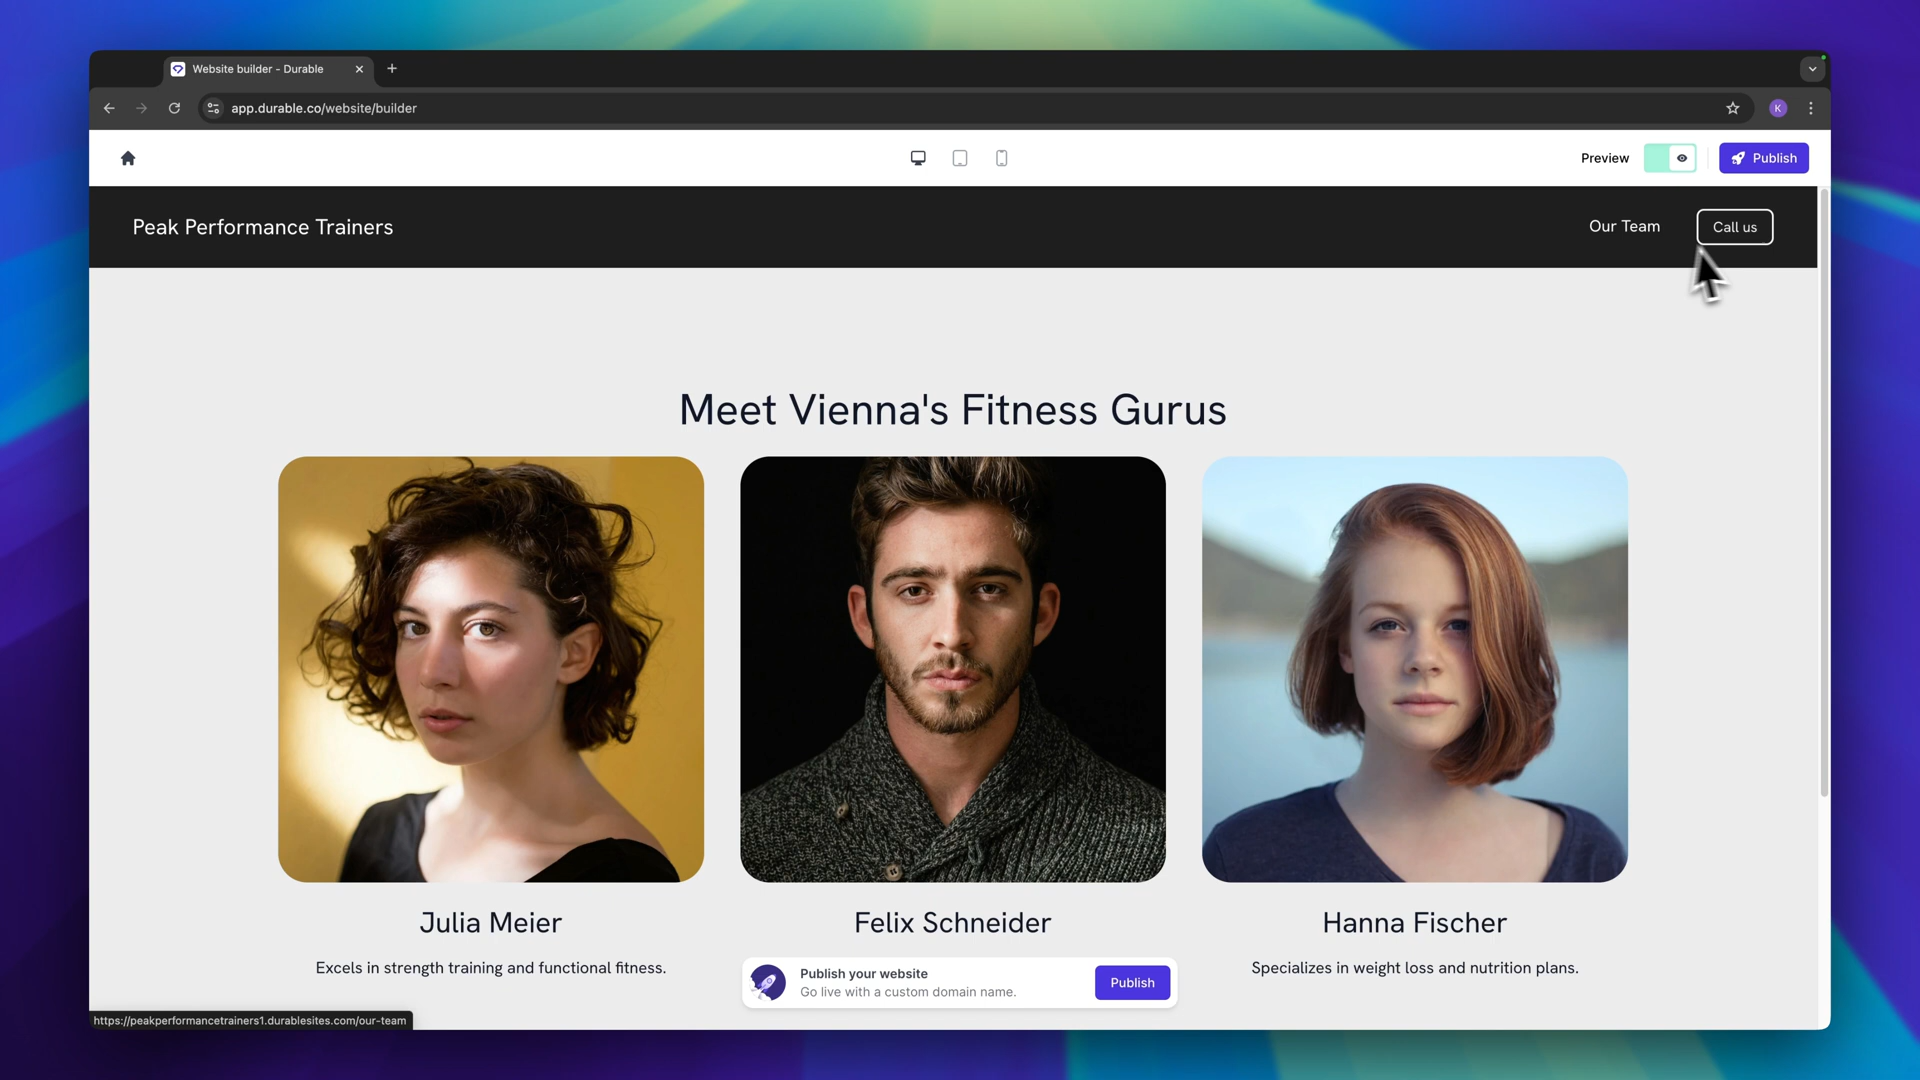 Website builder - Durable
app.durable.co/website/builder
K
Preview
Publish
Peak Performance Trainers
Our Team
Call us
Meet Vienna's Fitness Gurus
Julia Meier
Felix Schneider
Hanna Fischer
Excels in strength training and functional fitness.
Specializes in weight loss and nutrition plans.
Publish your website
Go live with a custom domain name.
Publish
https://peakperformancetrainers1.durablesites.com/our-team